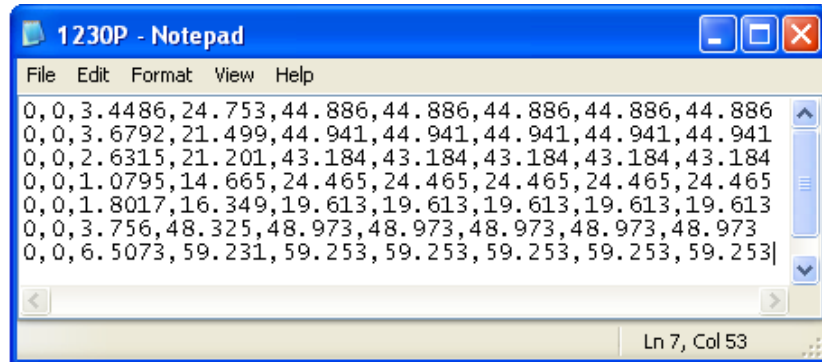 1230P - Notepad
File Edit Format View Help
0,0,3.4486,24.753,44.886,44.886,44.886,44.886,44.886
0,0,3.6792,21.499,44.941,44.941,44.941,44.941,44.941
0,0,2.6315,21.201,43.184,43.184,43.184,43.184,43.184
0,0,1.0795,14.665,24.465,24.465,24.465,24.465,24.465
0,0,1.8017,16.349,19.613,19.613,19.613,19.613,19.613
0,0,3.756,48.325,48.973,48.973,48.973,48.973,48.973
0,0,6.5073,59.231,59.253,59.253,59.253,59.253,59.253
Ln 7, Col 53